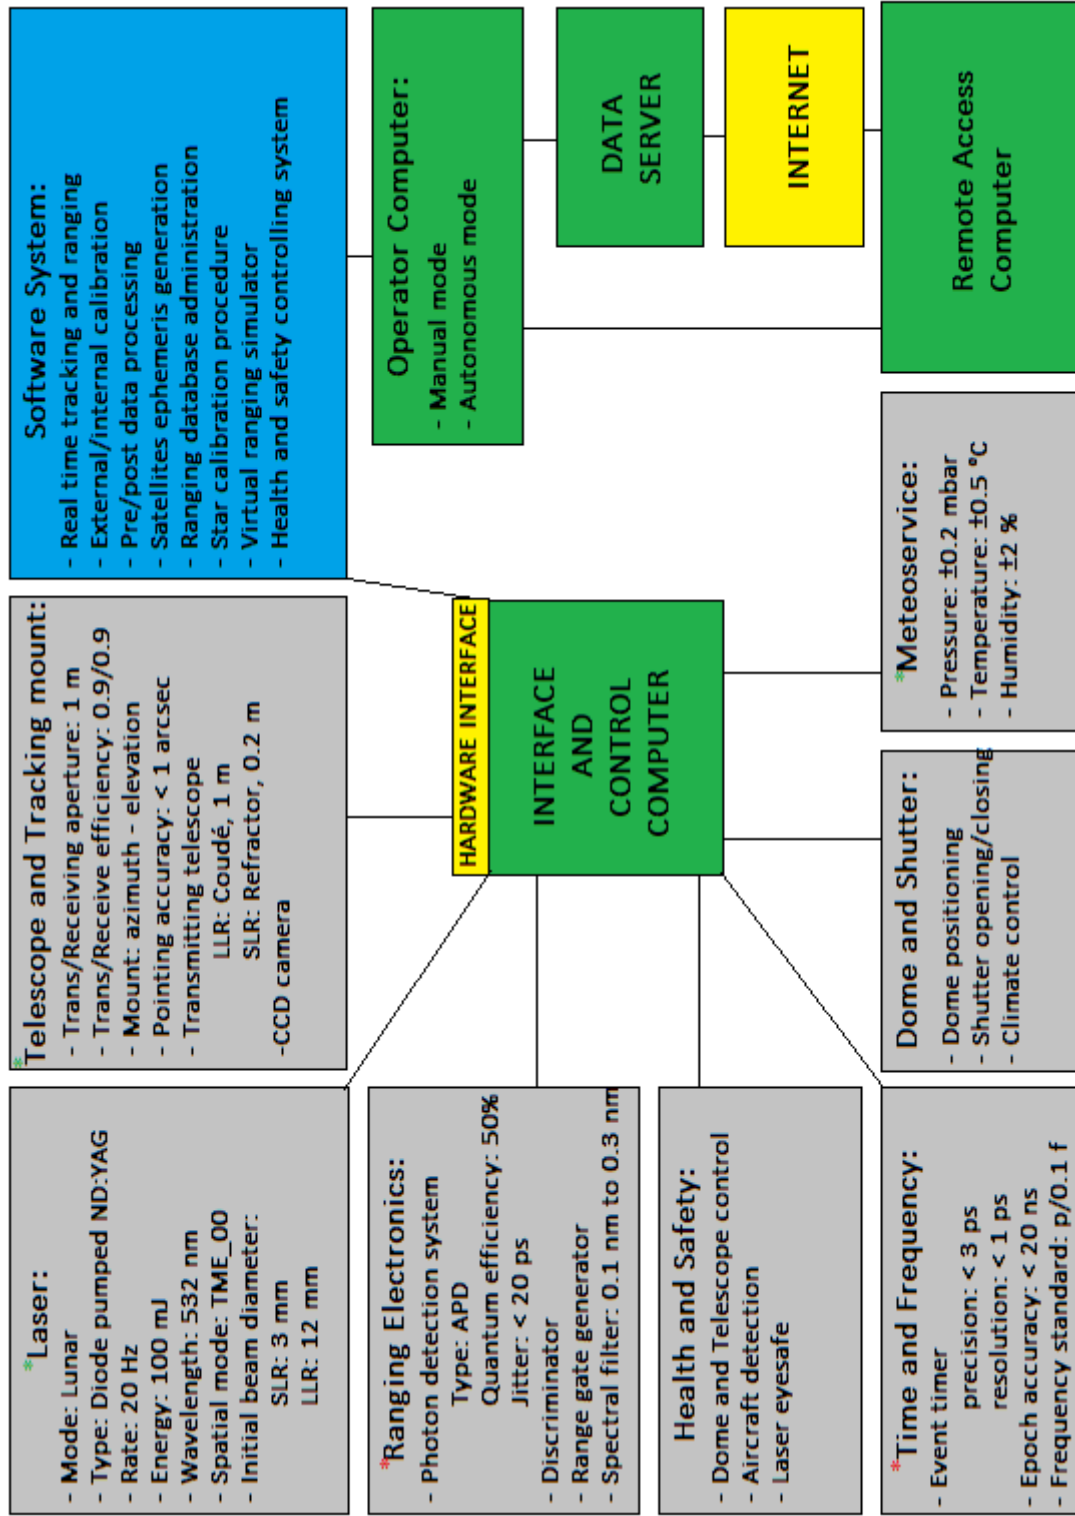 *Laser:
- Mode: Lunar
- Type: Diode pumped ND:YAG
- Rate: 20 Hz
- Energy: 100 mJ
- Wavelength: 532 nm
- Spatial mode: TME_00
- Initial beam diameter:
SLR: 3 mm
LLR: 12 mm
*Telescope and Tracking mount:
- Trans/Receiving aperture: 1 m
- Trans/Receive efficiency: 0.9/0.9
- Mount: azimuth - elevation
- Pointing accuracy: < 1 arcsec
- Transmitting telescope
LLR: Coudé, 1 m
SLR: Refractor, 0.2 m
-CCD camera
Software System:
- Real time tracking and ranging
- External/internal calibration
- Pre/post data processing
- Satellites ephemeris generation
- Ranging database administration
- Star calibration procedure
- Virtual ranging simulator
- Health and safety controlling system
*Ranging Electronics:
- Photon detection system
Type: APD
Quantum efficiency: 50%
Jitter: < 20 ps
- Discriminator
- Range gate generator
- Spectral filter: 0.1 nm to 0.3 nm
HARDWARE INTERFACE
INTERFACE
AND
CONTROL
COMPUTER
Operator Computer:
- Manual mode
- Autonomous mode
DATA
SERVER
INTERNET
Health and Safety:
- Dome and Telescope control
- Aircraft detection
- Laser eyesafe
*Time and Frequency:
- Event timer
precision: < 3 ps
resolution: < 1 ps
- Epoch accuracy: < 20 ns
- Frequency standard: p/0.1 f
Dome and Shutter:
- Dome positioning
- Shutter opening/closing
- Climate control
*Meteoservice:
- Pressure: ±0.2 mbar
- Temperature: ±0.5 °C
- Humidity: ±2 %
Remote Access
Computer